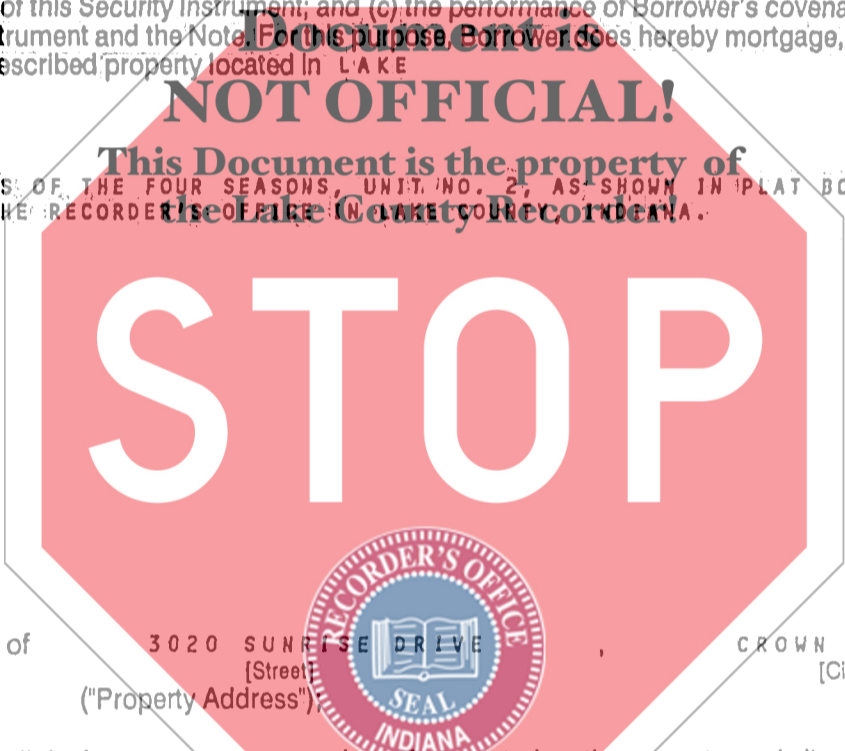 of this Security Instrument; and (c) the performance of Borrower's covena
trument and the Note. For this purpose, Borrower does hereby mortgage,
escribed property located in LAKE
Document is
NOT OFFICIAL!
This Document is the property of
the Lake County Recorder!
S OF THE FOUR SEASONS, UNIT NO. 2, AS SHOWN IN PLAT BO
HE RECORDER'S OFFICE IN LAKE COUNTY, INDIANA.
STOP
RECORDER'S OFFICE
SEAL
INDIANA
of 3020 SUNRISE DRIVE , CROWN
[Street] [Ci
("Property Address");